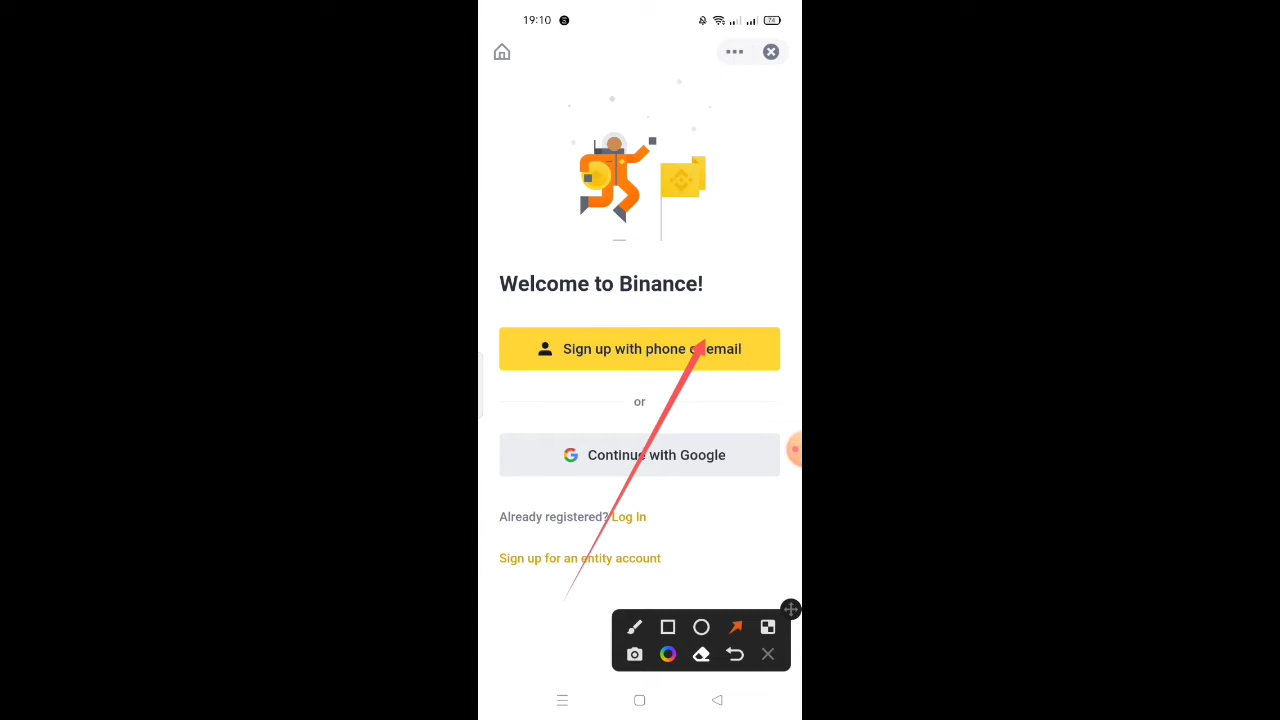 19:10
74
Welcome to Binance!
Sign up with phone or email
or
Continue with Google
Already registered? Log In
Sign up for an entity account